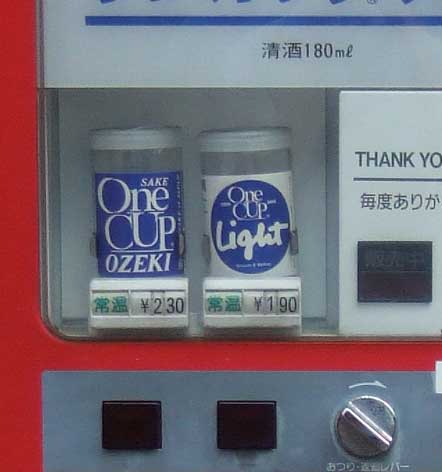 清酒180mℓ
SAKE
One
CUP
OZEKI
One
CUP
Light
常温 ¥230
常温 ¥190
THANK YO
毎度ありが
販売中
おつり・返却レバー